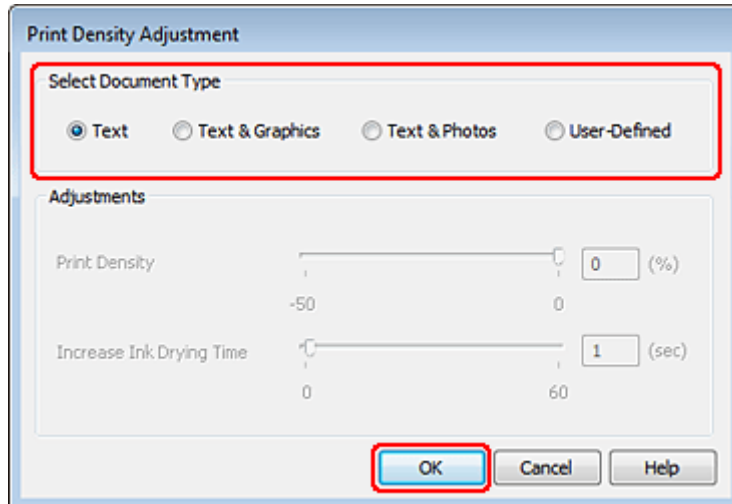 Print Density Adjustment
Select Document Type
Text Text & Graphics Text & Photos User-Defined
Adjustments
Print Density 0 (%)
-50 0
Increase Ink Drying Time 1 (sec)
0 60
OK Cancel Help